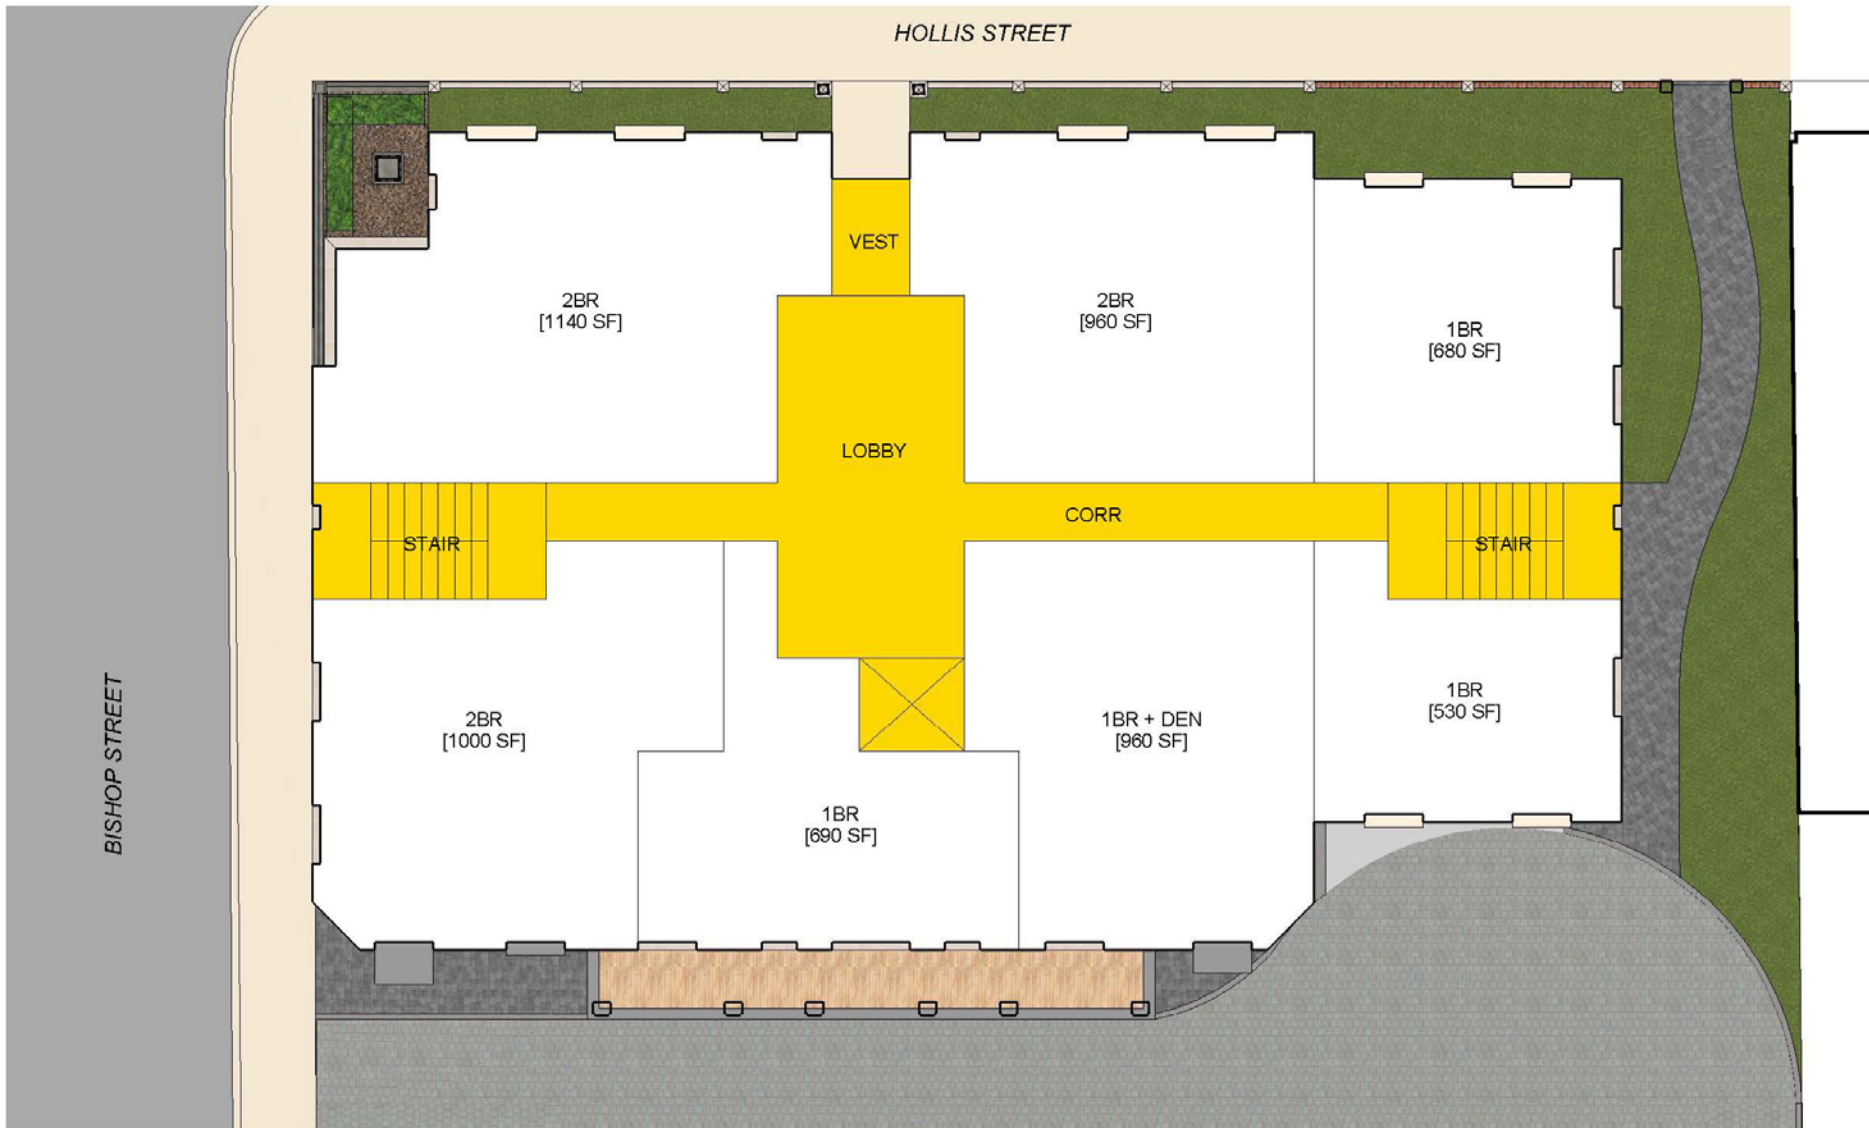 HOLLIS STREET
VEST
2BR
[1140 SF]
2BR
[960 SF]
1BR
[680 SF]
LOBBY
CORR
STAIR
STAIR
BISHOP STREET
2BR
[1000 SF]
1BR + DEN
[960 SF]
1BR
[530 SF]
1BR
[690 SF]